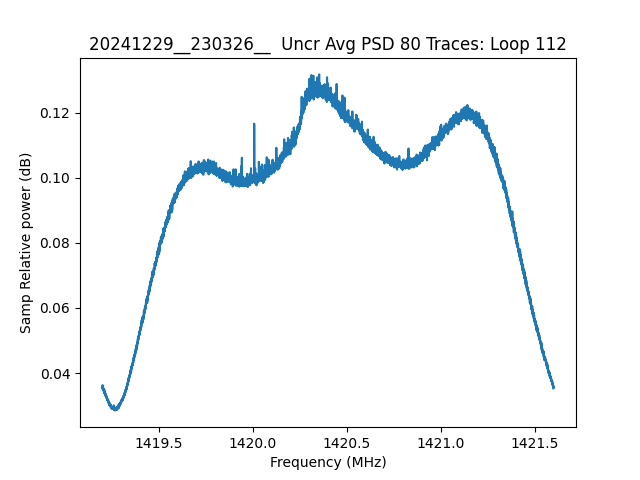 20241229__230326__  Uncr Avg PSD 80 Traces: Loop 112
Samp Relative power (dB)
0.12
0.10
0.08
0.06
0.04
1419.5 1420.0 1420.5 1421.0 1421.5
Frequency (MHz)